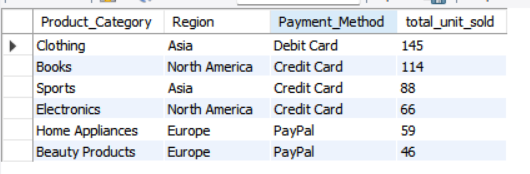 Product_Category Region Payment_Method total_unit_sold
Clothing Asia Debit Card 145
Books North America Credit Card 114
Sports Asia Credit Card 88
Electronics North America Credit Card 66
Home Appliances Europe PayPal 59
Beauty Products Europe PayPal 46